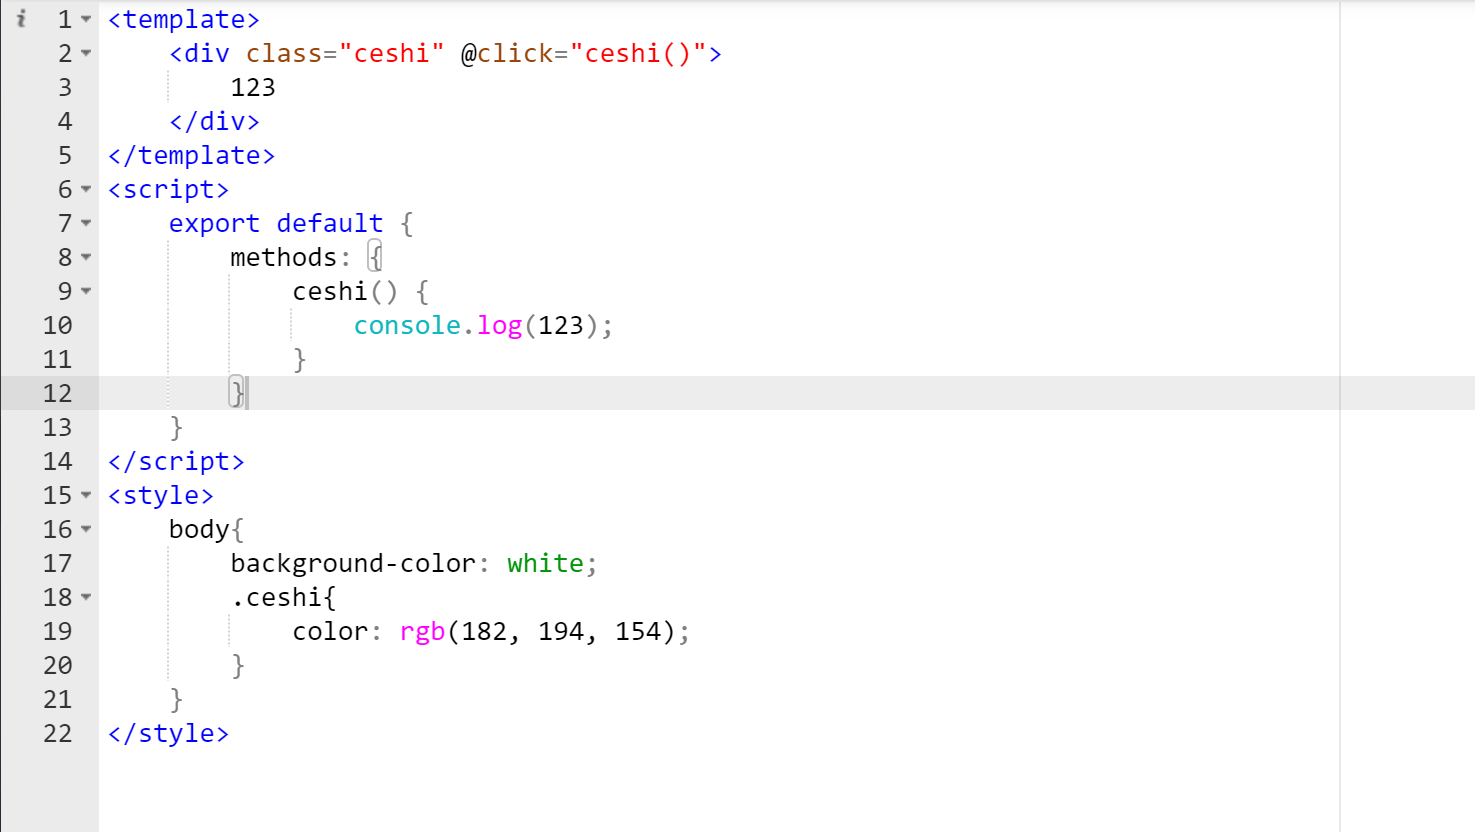 i 1 <template>
2 <div class="ceshi" @click="ceshi()">
3 123
4 </div>
5 </template>
6 <script>
7 export default {
8 methods: {
9 ceshi() {
10 console.log(123);
11 }
12 }
13 }
14 </script>
15 <style>
16 body{
17 background-color: white;
18 .ceshi{
19 color: rgb(182, 194, 154);
20 }
21 }
22 </style>